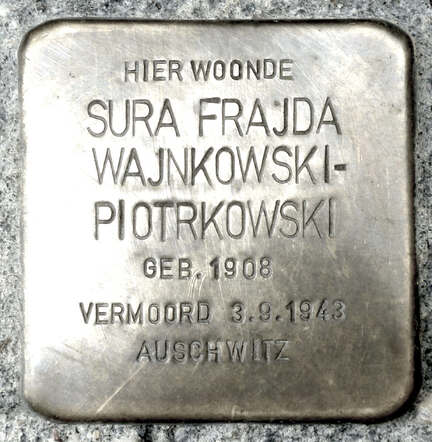 HIER WOONDE
SURA FRAJDA
WAJNKOWSKI-
PIOTRKOWSKI
GEB. 1908
VERMOORD 3.9.1943
AUSCHWITZ